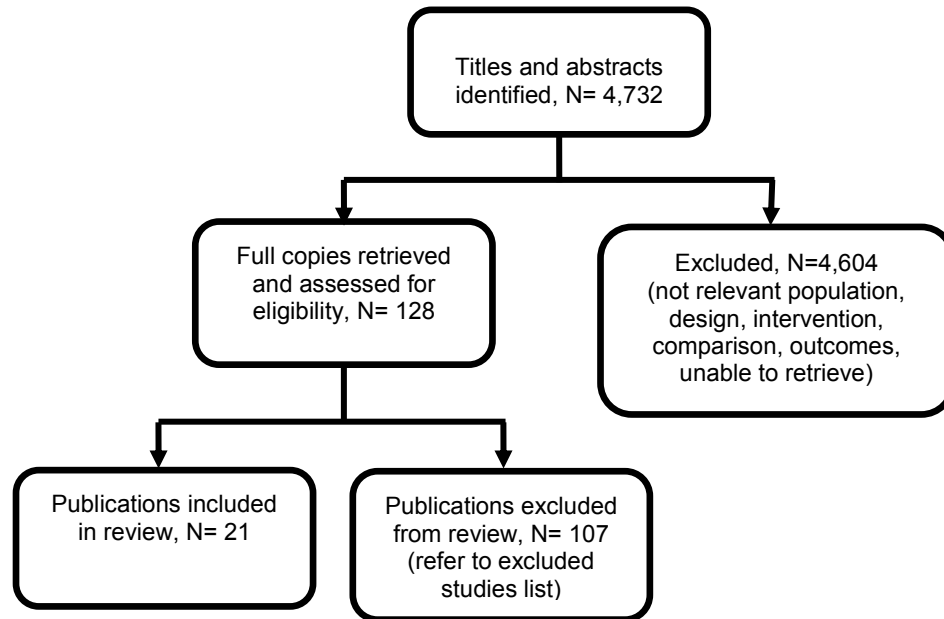 Titles and abstracts
identified, N= 4,732
Full copies retrieved
and assessed for
eligibility, N= 128
Excluded, N=4,604
(not relevant population,
design, intervention,
comparison, outcomes,
unable to retrieve)
Publications included
in review, N= 21
Publications excluded
from review, N= 107
(refer to excluded
studies list)